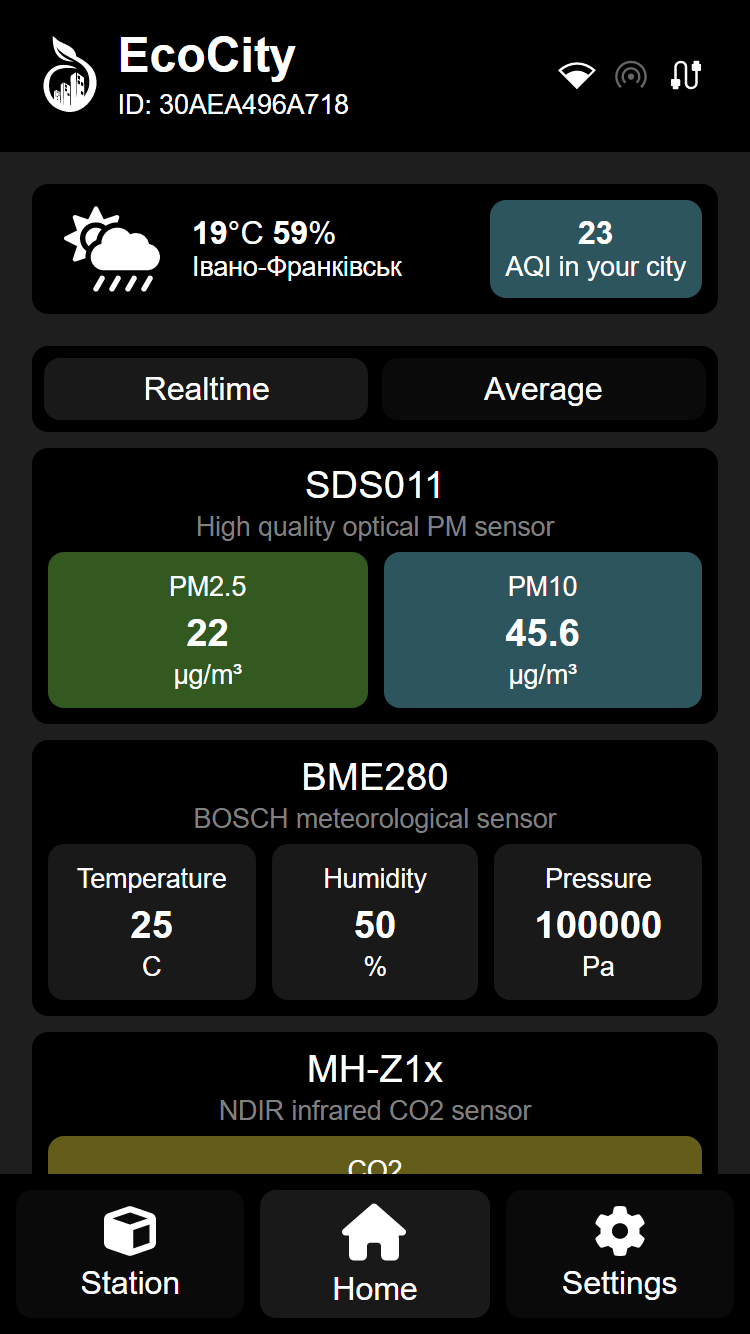 EcoCity
ID: 30AEA496A718
19°C 59%
Івано-Франківськ
23
AQI in your city
Realtime
Average
SDS011
High quality optical PM sensor
PM2.5
22
µg/m³
PM10
45.6
µg/m³
BME280
BOSCH meteorological sensor
Temperature
25
C
Humidity
50
%
Pressure
100000
Pa
MH-Z1x
NDIR infrared CO2 sensor
CO2
Station
Home
Settings